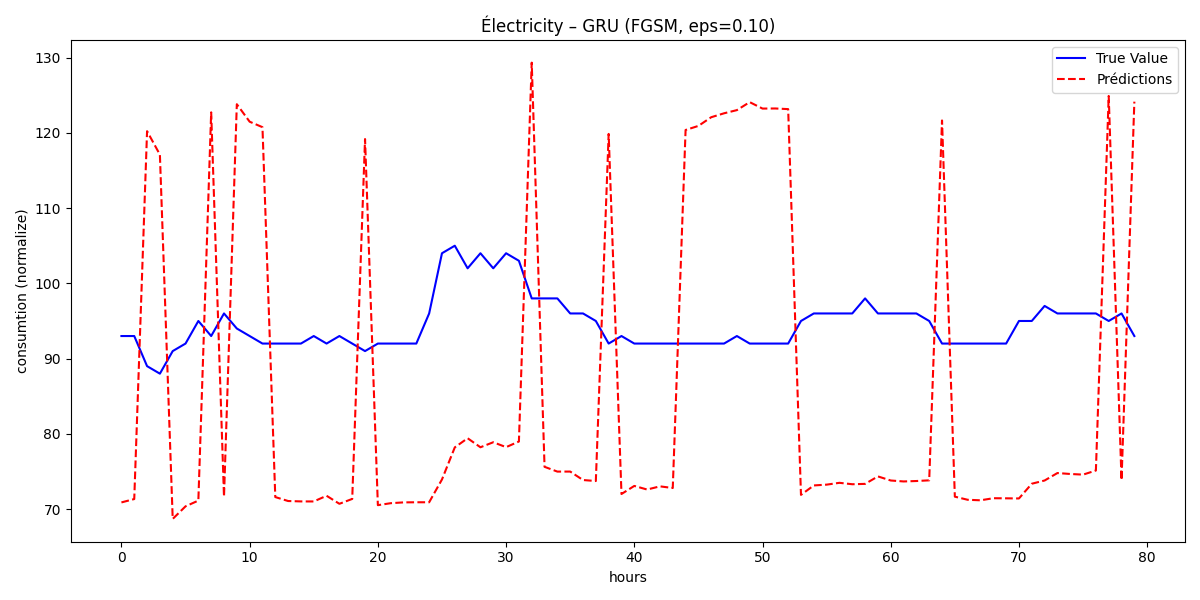 Électricity – GRU (FGSM, eps=0.10)
True Value
Prédictions
consumtion (normalize)
130
120
110
100
90
80
70
0 10 20 30 40 50 60 70 80
hours